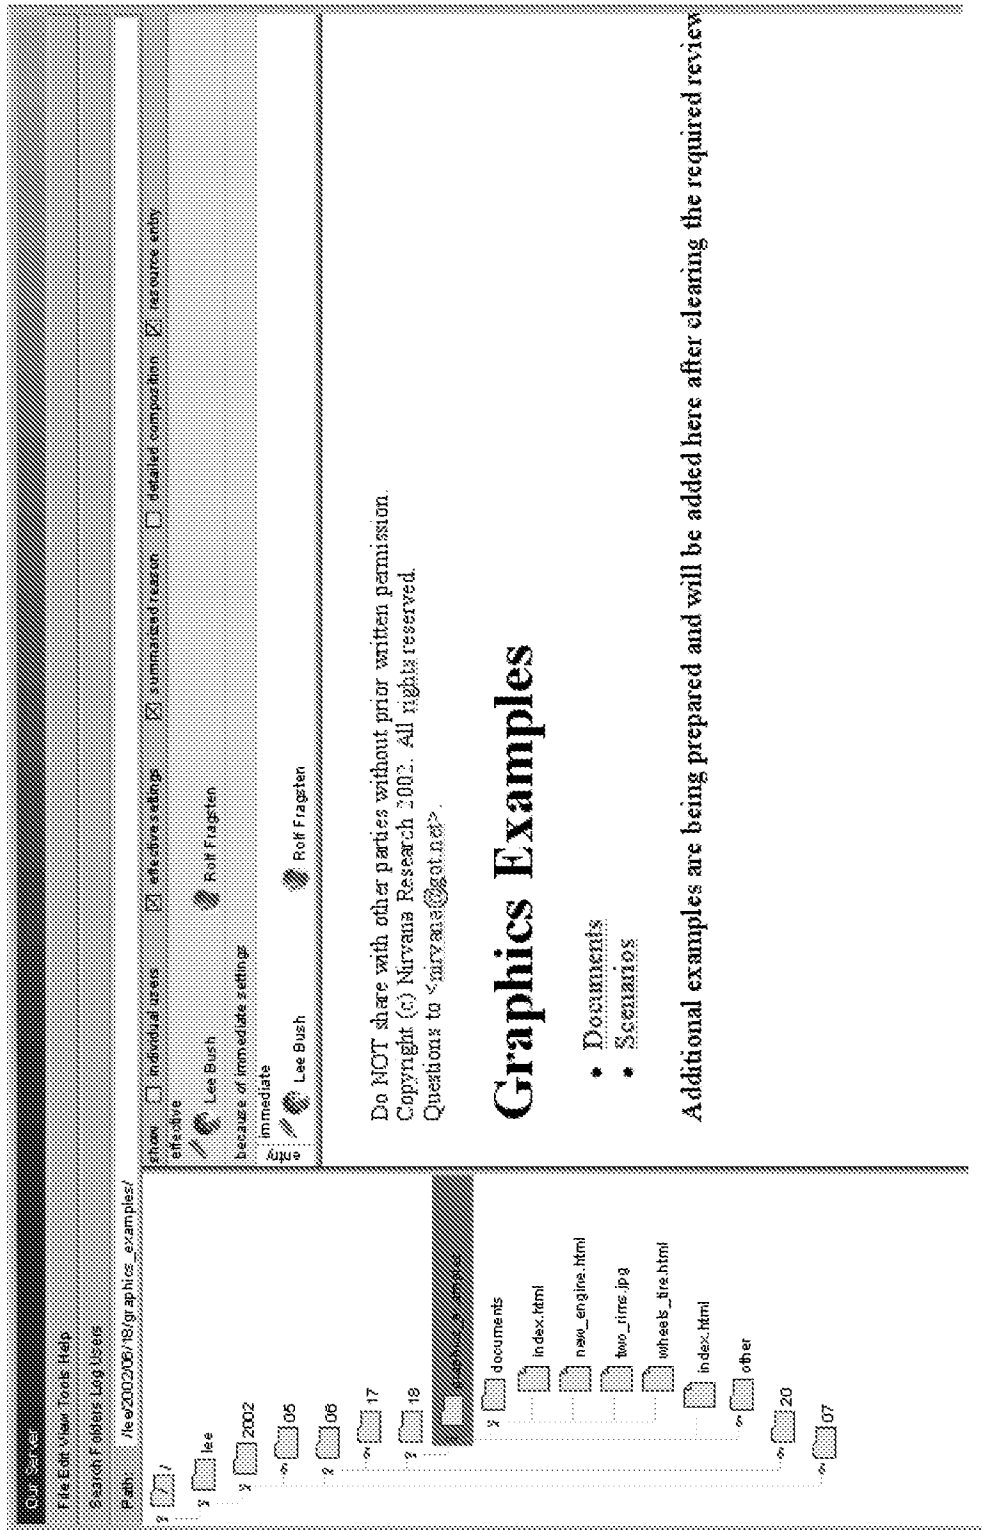 File Edit View Tools Help
Search Folders Log Users
Path: /lee/2002/06/18/graphics_examples/
show individual users effective settings summarized reason detailed composition resource entry
effective
Lee Bush Rolf Fragsten
because of immediate settings
entry immediate
Lee Bush Rolf Fragsten
/
lee
2002
05
06
17
18
documents
index.html
new_engine.html
two_rims.jpg
wheels_tire.html
index.html
other
20
07
Do NOT share with other parties without prior written permission.
Copyright (c) Nirvana Research 2002. All rights reserved.
Questions to <nirvana@got.net>.
Graphics Examples
• Documents
• Scenarios
Additional examples are being prepared and will be added here after clearing the required review